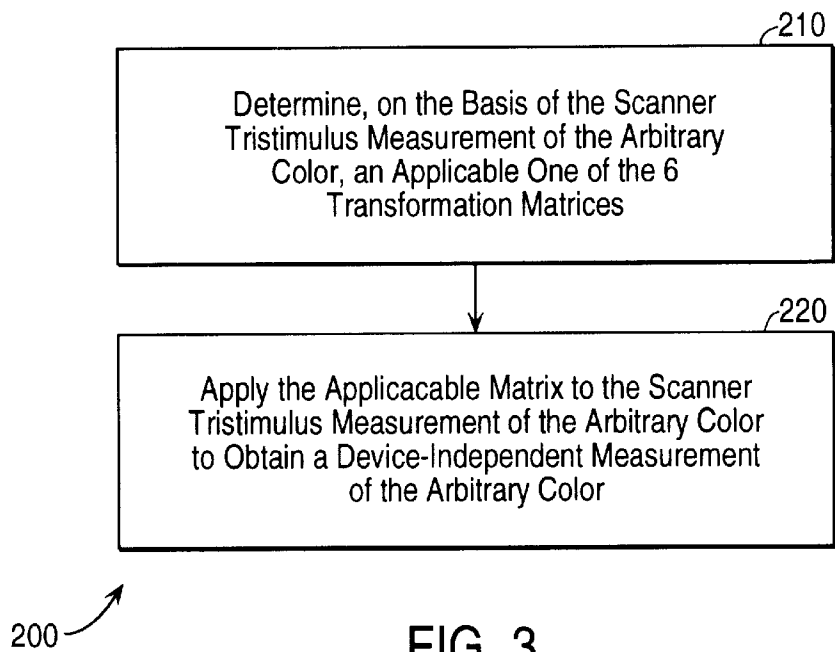 210
Determine, on the Basis of the Scanner
Tristimulus Measurement of the Arbitrary
Color, an Applicable One of the 6
Transformation Matrices
220
Apply the Applicacable Matrix to the Scanner
Tristimulus Measurement of the Arbitrary Color
to Obtain a Device-Independent Measurement
of the Arbitrary Color
200
FIG. 3